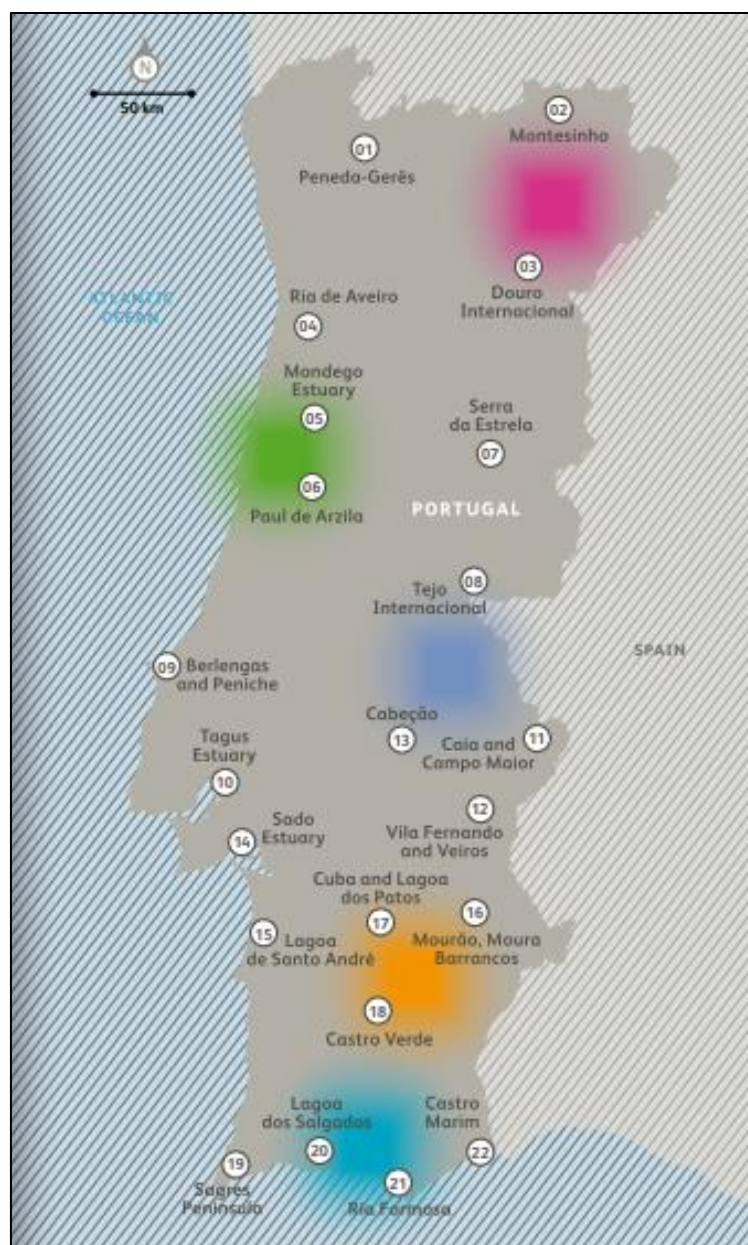 N
50 km
02
Montesinho
01
Peneda-Gerês
03
Douro
Internacional
ATLANTIC
OCEAN
Ria de Aveiro
04
Mondego
Estuary
05
Serra
da Estrela
07
06
Paul de Arzila
PORTUGAL
08
Tejo
Internacional
SPAIN
09
Berlengas
and Peniche
Cabeção
13
Caia and
Campo Maior
11
Tagus
Estuary
10
12
Vila Fernando
and Veiros
Sado
Estuary
14
Cuba and Lagoa
dos Patos
17
16
Mourão, Moura
Barrancos
15
Lagoa
de Santo André
18
Castro Verde
Lagoa
dos Salgados
20
Castro
Marim
22
19
Sagres
Peninsula
21
Ria Formosa